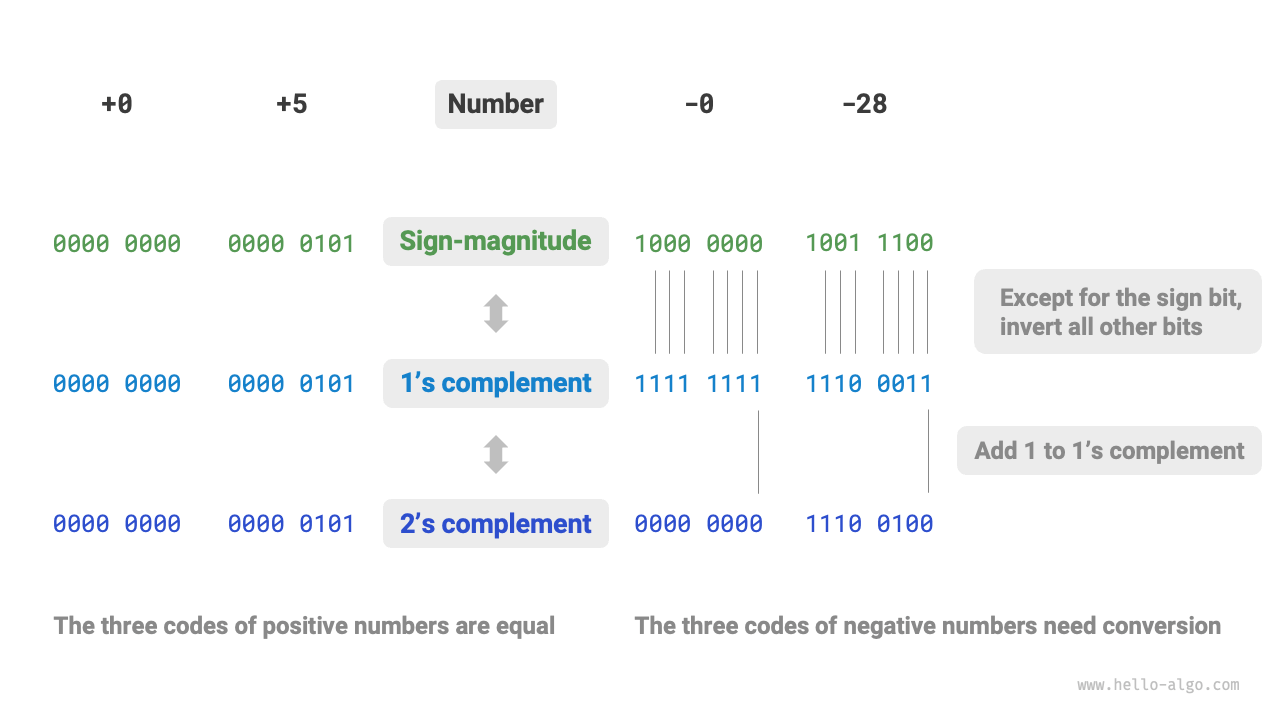 +0 +5 Number -0 -28
0000 0000 0000 0101 Sign-magnitude 1000 0000 1001 1100
Except for the sign bit,
invert all other bits
0000 0000 0000 0101 1's complement 1111 1111 1110 0011
Add 1 to 1's complement
0000 0000 0000 0101 2's complement 0000 0000 1110 0100
The three codes of positive numbers are equal The three codes of negative numbers need conversion
www.hello-algo.com